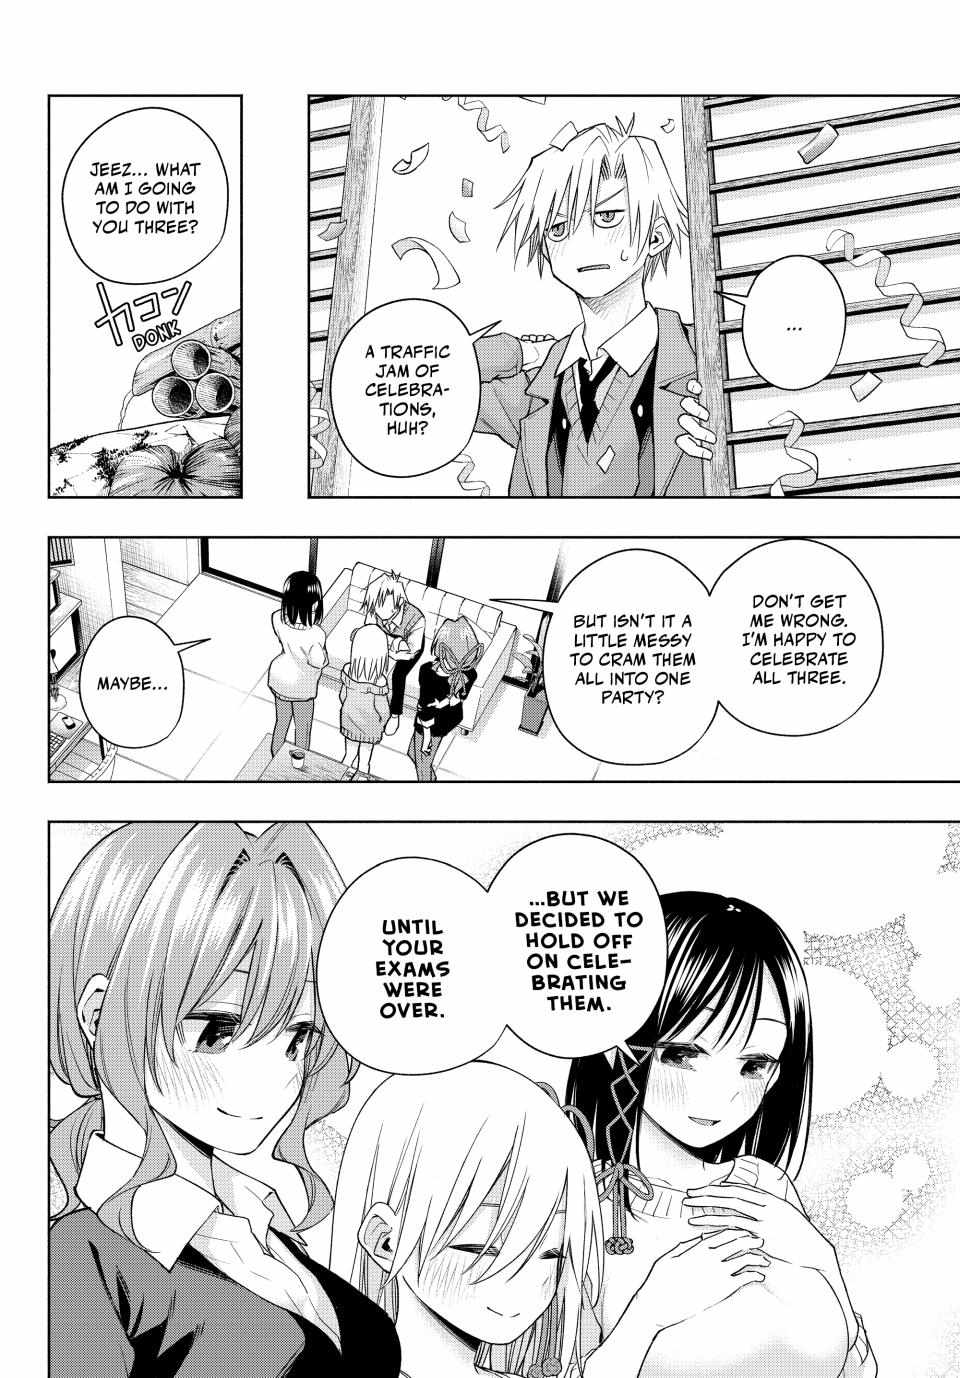 ...
A TRAFFIC
JAM OF
CELEBRA-
TIONS,
HUH?
JEEZ... WHAT
AM I GOING
TO DO WITH
YOU THREE?
カコン
DONK
DON'T GET
ME WRONG.
I'M HAPPY TO
CELEBRATE
ALL THREE.
BUT ISN'T IT A
LITTLE MESSY
TO CRAM THEM
ALL INTO ONE
PARTY?
MAYBE...
...BUT WE
DECIDED TO
HOLD OFF
ON CELE-
BRATING
THEM.
UNTIL
YOUR
EXAMS
WERE
OVER.